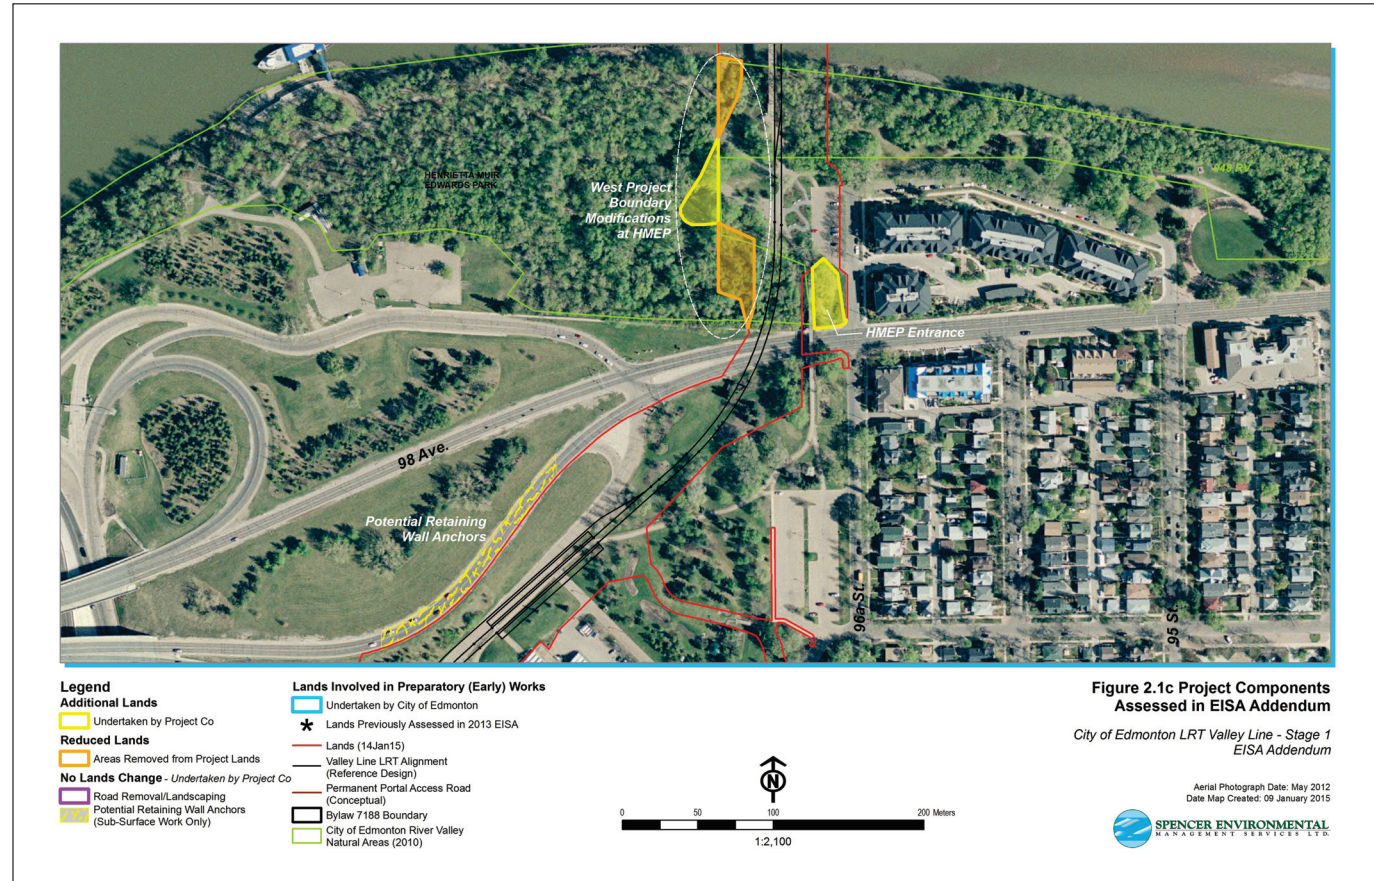 HENRIETTA MUIR
EDWARDS PARK
West Project
Boundary
Modifications
at HMEP
948 RV
HMEP Entrance
98 Ave.
Potential Retaining
Wall Anchors
96a St.
95 St.
Legend
Additional Lands
Undertaken by Project Co
Reduced Lands
Areas Removed from Project Lands
No Lands Change - Undertaken by Project Co
Road Removal/Landscaping
Potential Retaining Wall Anchors
(Sub-Surface Work Only)
Lands Involved in Preparatory (Early) Works
Undertaken by City of Edmonton
* Lands Previously Assessed in 2013 EISA
Lands (14Jan15)
Valley Line LRT Alignment
(Reference Design)
Permanent Portal Access Road
(Conceptual)
Bylaw 7188 Boundary
City of Edmonton River Valley
Natural Areas (2010)
N
0 50 100 200 Meters
1:2,100
Figure 2.1c Project Components
Assessed in EISA Addendum
City of Edmonton LRT Valley Line - Stage 1
EISA Addendum
Aerial Photograph Date: May 2012
Date Map Created: 09 January 2015
SPENCER ENVIRONMENTAL
MANAGEMENT SERVICES LTD.